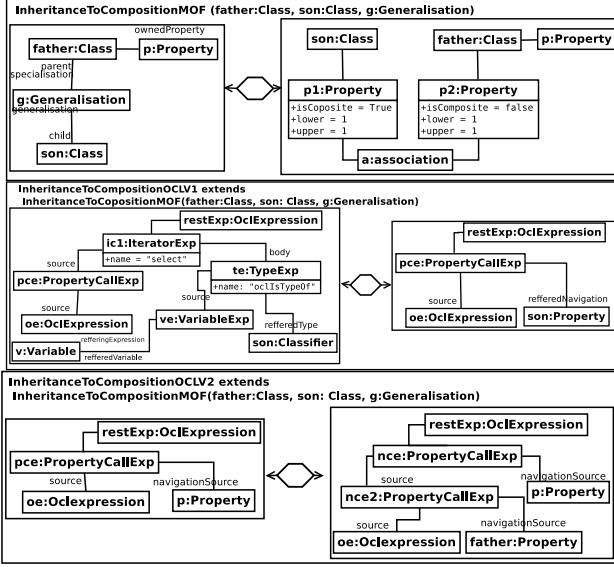 InheritanceToCompositionMOF (father:Class, son:Class, g:Generalisation)
ownedProperty
father:Class
p:Property
parent
specialisation
g:Generalisation
generalisation
child
son:Class
son:Class
father:Class
p:Property
p1:Property
+isCoposite = True
+lower = 1
+upper = 1
p2:Property
+isComposite = false
+lower = 1
+upper = 1
a:association
InheritanceToCompositionOCLV1 extends
InheritanceToCopositionMOF(father:Class, son: Class, g:Generalisation)
restExp:OclExpression
ic1:IteratorExp
+name = "select"
body
source
te:TypeExp
+name: "oclIsTypeOf"
pce:PropertyCallExp
source
source
oe:OclExpression
ve:VariableExp
refferedType
refferingExpression
v:Variable
refferedVariable
son:Classifier
restExp:OclExpression
pce:PropertyCallExp
source
refferedNavigation
oe:OclExpression
son:Property
InheritanceToCompositionOCLV2 extends
InheritanceToCompositionMOF(father:Class, son: Class, g:Generalisation)
restExp:OclExpression
pce:PropertyCallExp
source
navigationSource
oe:Oclexpression
p:Property
restExp:OclExpression
nce:PropertyCallExp
source
navigationSource
nce2:PropertyCallExp
p:Property
source
navigationSource
oe:Oclexpression
father:Property